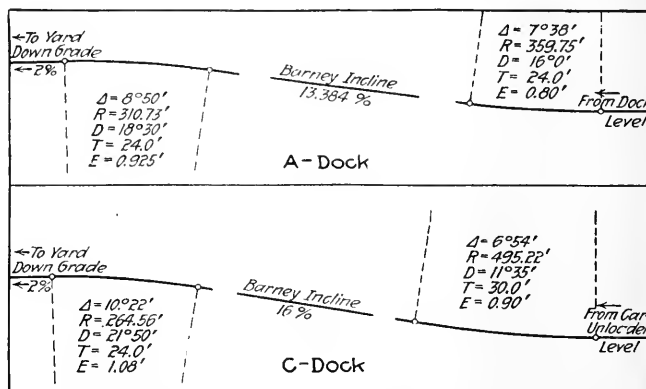 ←To Yard
Down Grade
←2%
Δ=8°50'
R=310.73'
D=18°30'
T=24.0'
E=0.925'
Barney Incline
13.384 %
A-Dock
Δ=7°38'
R=359.75'
D=16°0'
T=24.0'
E=0.80'
From Dock
Level
←To Yard
Down Grade
←2%
Δ=10°22'
R=264.56'
D=21°50'
T=24.0'
E=1.08'
Barney Incline
16 %
C-Dock
Δ=6°54'
R=495.22'
D=11°35'
T=30.0'
E=0.90'
From Car
Level